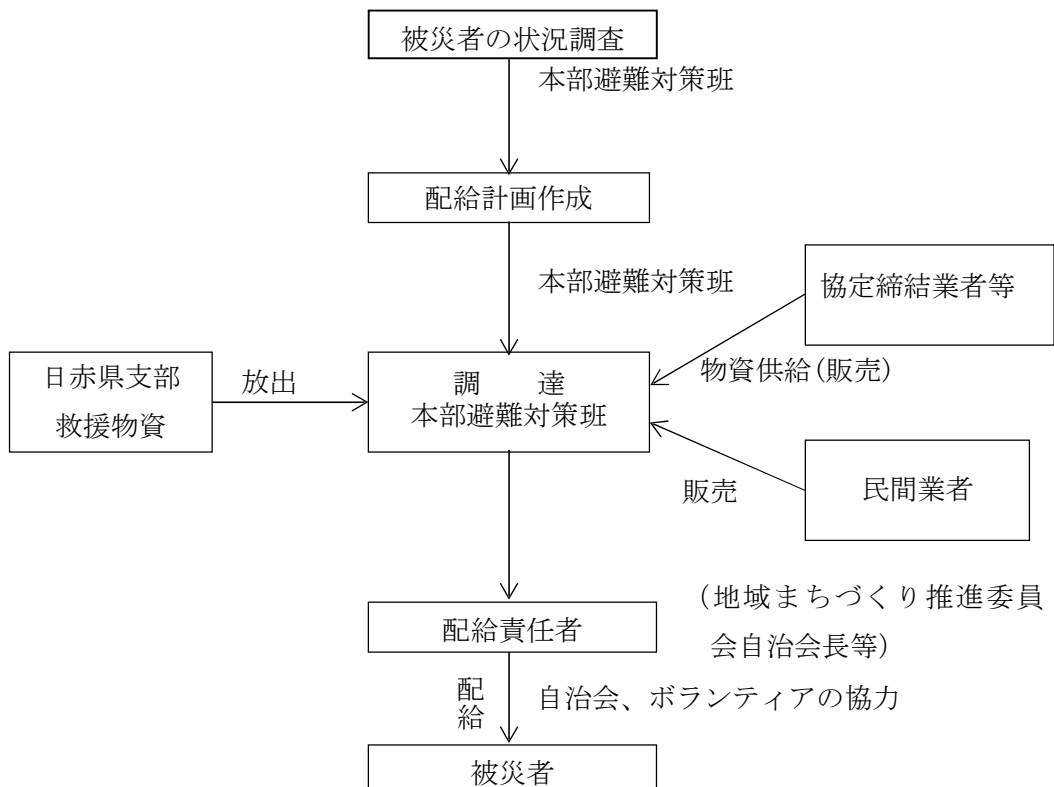 被災者の状況調査
本部避難対策班
配給計画作成
本部避難対策班
協定締結業者等
日赤県支部
救援物資
放出
調　　達
本部避難対策班
物資供給(販売)
販売
民間業者
(地域まちづくり推進委員
会自治会長等)
配給責任者
配給
自治会、ボランティアの協力
被災者